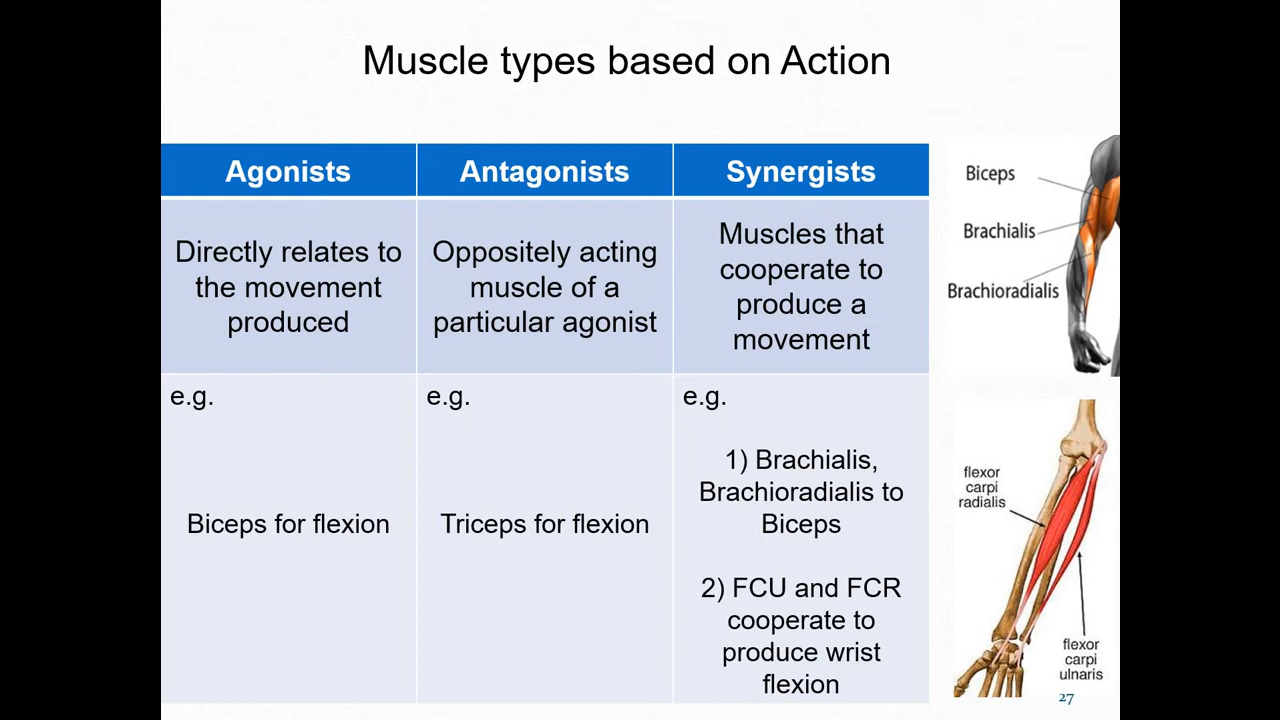 Muscle types based on Action
Agonists
Antagonists
Synergists
Directly relates to
the movement
produced
Oppositely acting
muscle of a
particular agonist
Muscles that
cooperate to
produce a
movement
e.g.
Biceps for flexion
e.g.
Triceps for flexion
e.g.
1) Brachialis,
Brachioradialis to
Biceps
2) FCU and FCR
cooperate to
produce wrist
flexion
Biceps
Brachialis
Brachioradialis
flexor
carpi
radialis
flexor
carpi
ulnaris
27